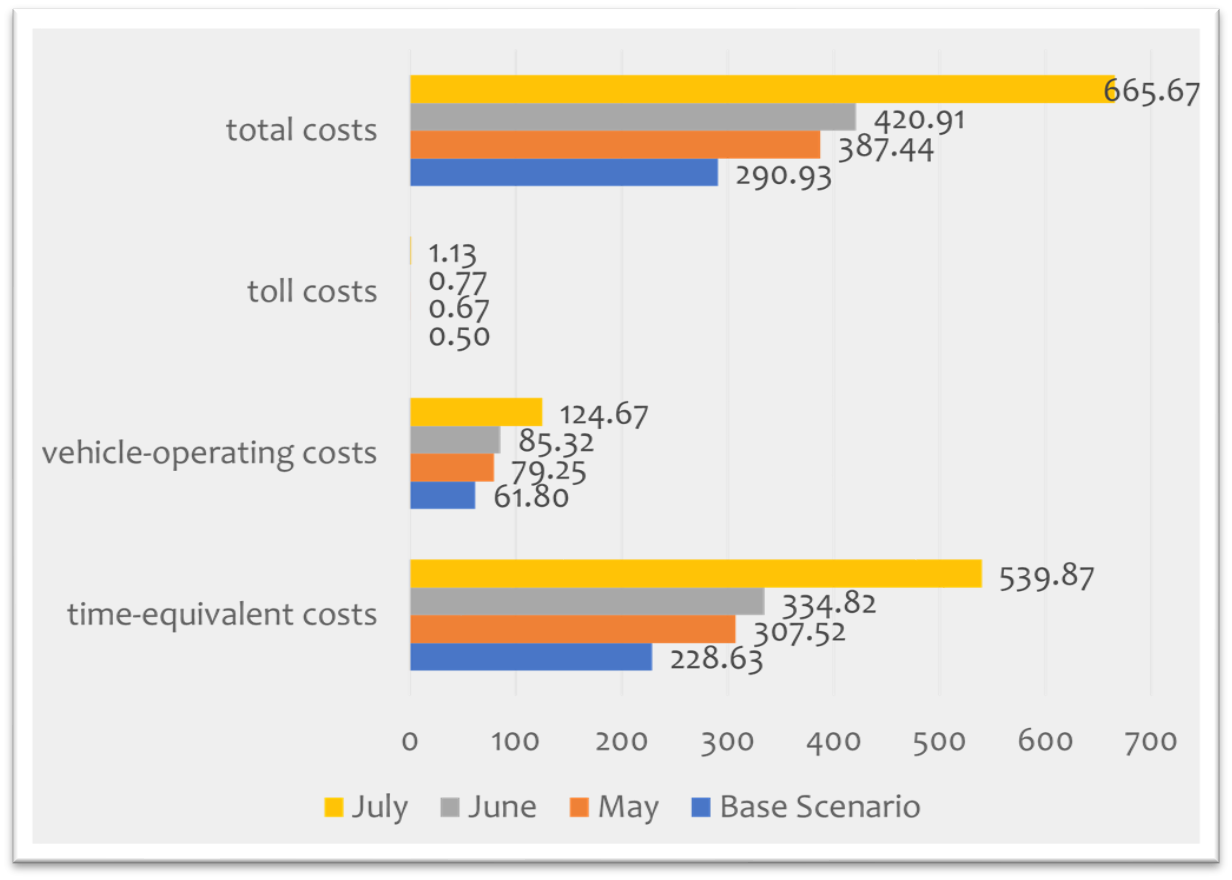 total costs
665.67
420.91
387.44
290.93
toll costs
1.13
0.77
0.67
0.50
vehicle-operating costs
124.67
85.32
79.25
61.80
time-equivalent costs
539.87
334.82
307.52
228.63
0 100 200 300 400 500 600 700
July June May Base Scenario